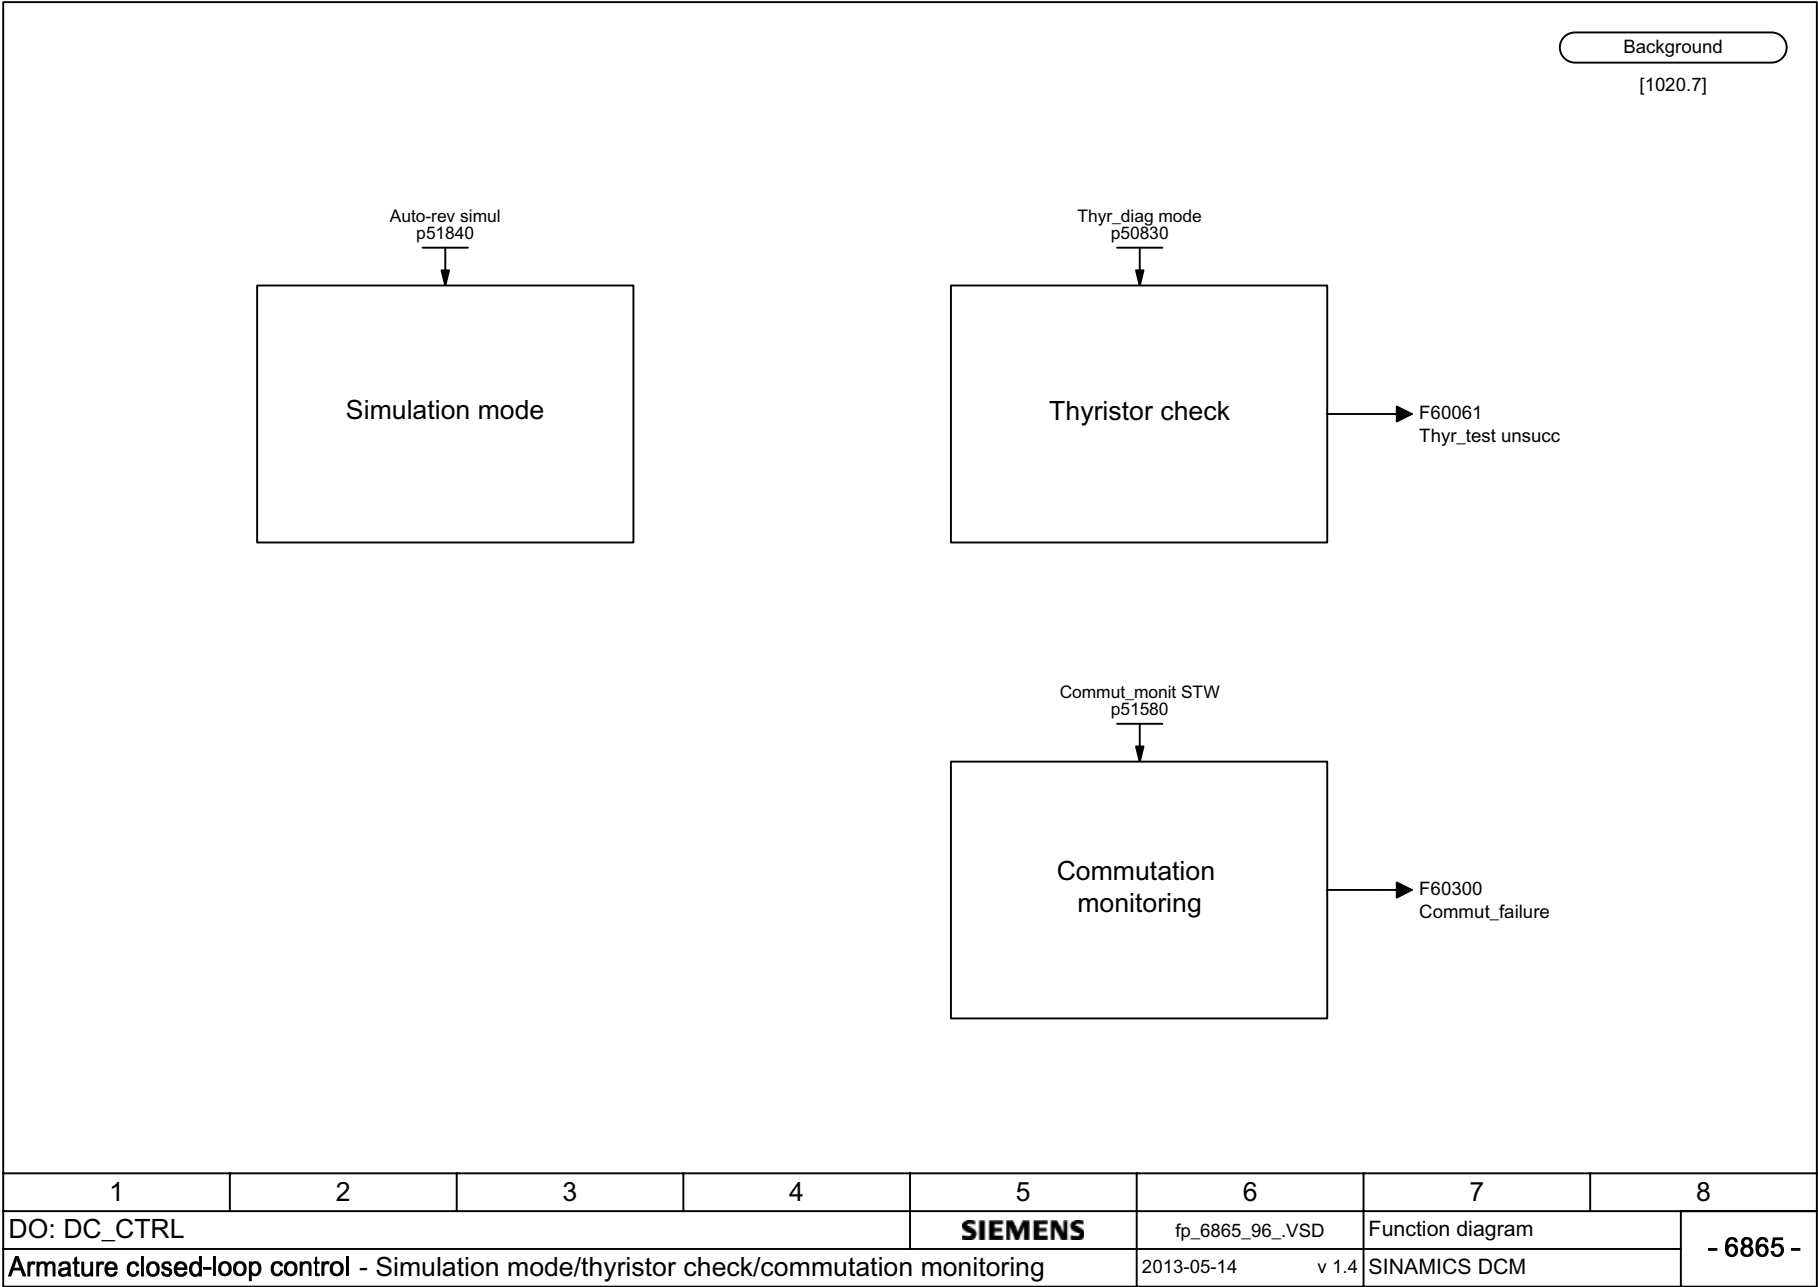 Background
[1020.7]
Auto-rev simul
p51840
Thyr_diag mode
p50830
Simulation mode
Thyristor check
F60061
Thyr_test unsucc
Commut_monit STW
p51580
Commutation
monitoring
F60300
Commut_failure
1 2 3 4 5 6 7 8
DO: DC_CTRL SIEMENS fp_6865_96_.VSD Function diagram
- 6865 -
Armature closed-loop control - Simulation mode/thyristor check/commutation monitoring 2013-05-14 v 1.4 SINAMICS DCM